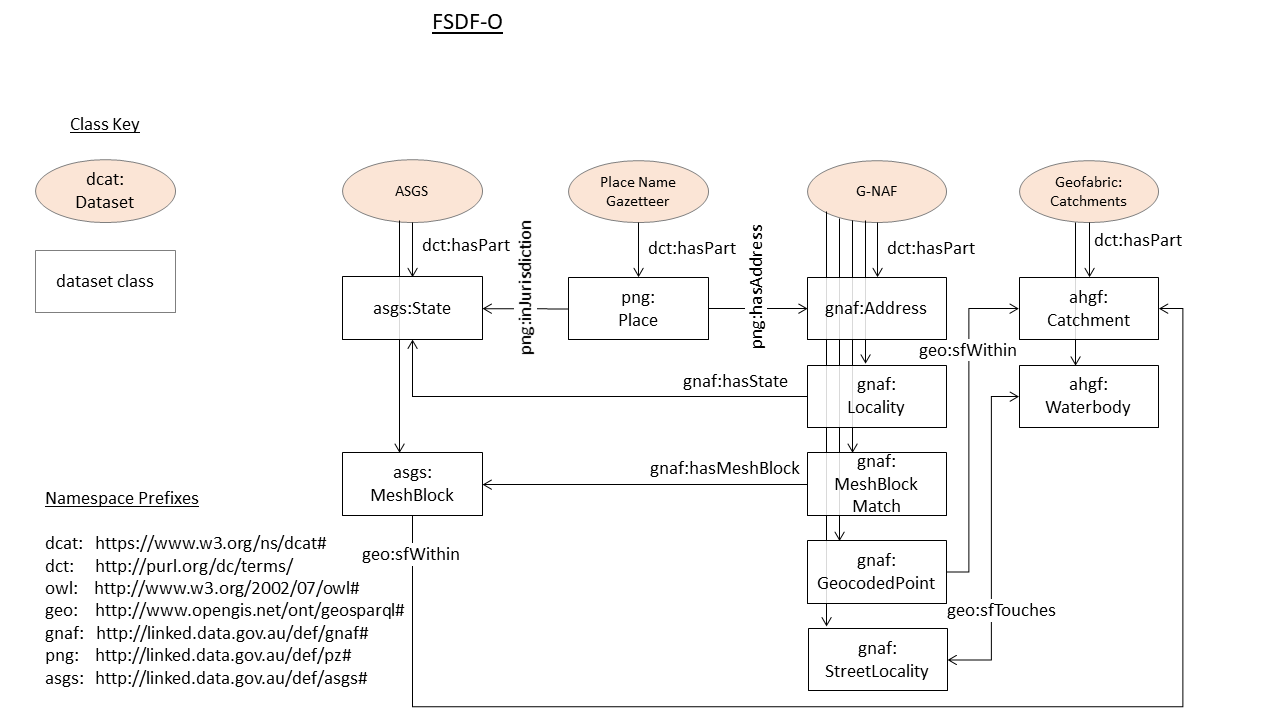 FSDF-O
Class Key
dcat:
Dataset
dataset class
ASGS
Place Name
Gazetteer
G-NAF
Geofabric:
Catchments
dct:hasPart
dct:hasPart
dct:hasPart
dct:hasPart
png:inJurisdiction
png:hasAddress
asgs:State
png:
Place
gnaf:Address
ahgf:
Catchment
geo:sfWithin
gnaf:hasState
gnaf:
Locality
ahgf:
Waterbody
gnaf:hasMeshBlock
asgs:
MeshBlock
gnaf:
MeshBlock
Match
geo:sfWithin
gnaf:
GeocodedPoint
geo:sfTouches
gnaf:
StreetLocality
Namespace Prefixes
dcat: https://www.w3.org/ns/dcat#
dct: http://purl.org/dc/terms/
owl: http://www.w3.org/2002/07/owl#
geo: http://www.opengis.net/ont/geosparql#
gnaf: http://linked.data.gov.au/def/gnaf#
png: http://linked.data.gov.au/def/pz#
asgs: http://linked.data.gov.au/def/asgs#